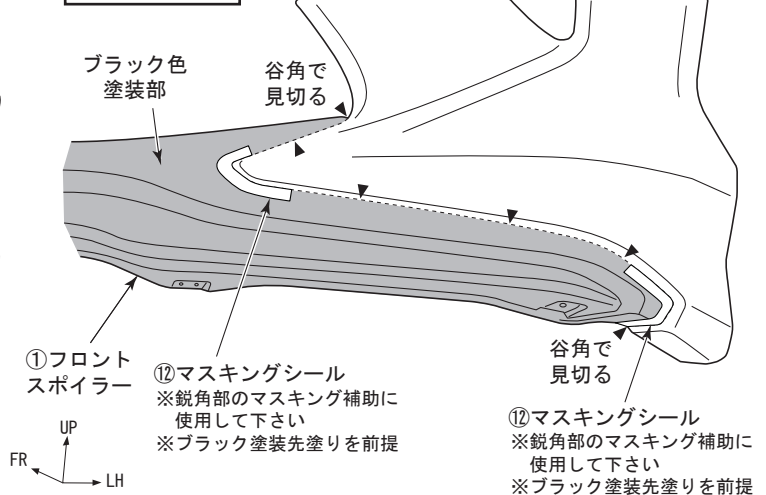 ブラック色
塗装部
谷角で
見切る
①フロント
スポイラー
⑫マスキングシール
※鋭角部のマスキング補助に
使用して下さい
※ブラック塗装先塗りを前提
谷角で
見切る
⑫マスキングシール
※鋭角部のマスキング補助に
使用して下さい
※ブラック塗装先塗りを前提
UP
FR
LH